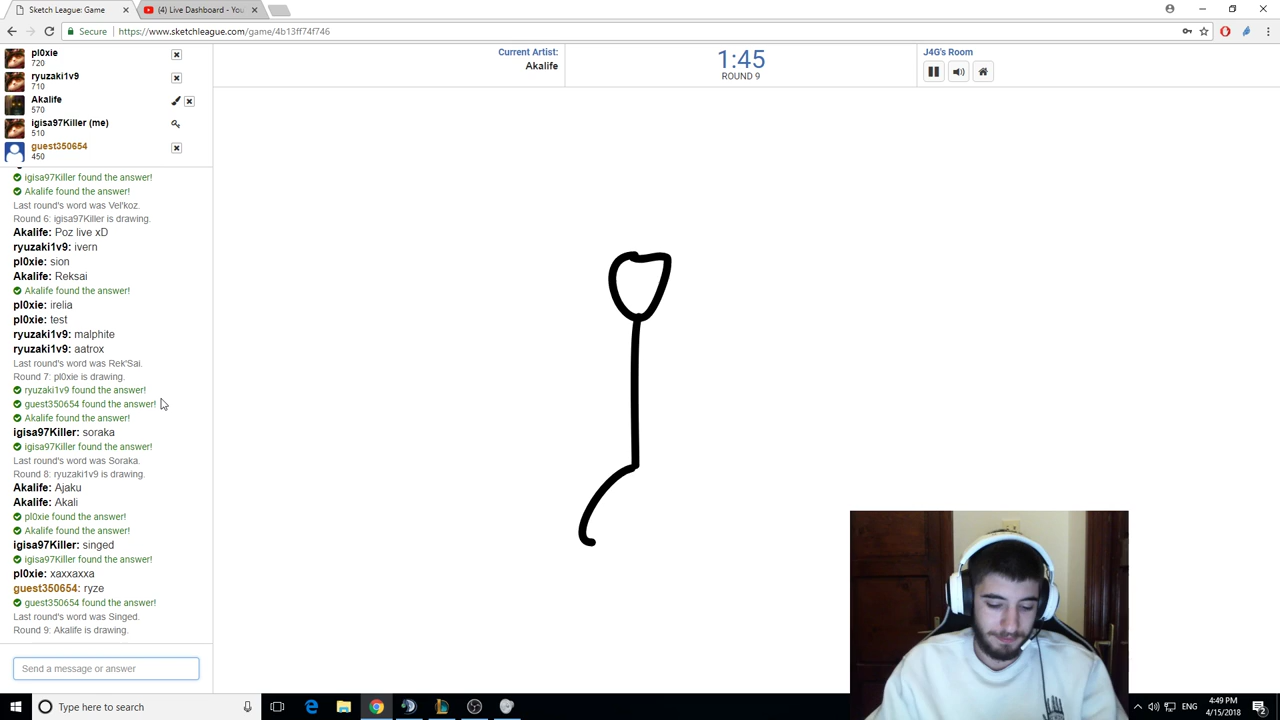 Sketch League: Game
(4) Live Dashboard - You
Secure
https://www.sketchleague.com/game/4b13ff74f746
pl0xie
720
ryuzaki1v9
710
Akalife
570
igisa97Killer (me)
510
guest350654
450
Current Artist:
Akalife
1:45
ROUND 9
J4G's Room
igisa97Killer found the answer!
Akalife found the answer!
Last round's word was Vel'koz.
Round 6: igisa97Killer is drawing.
Akalife: Poz live xD
ryuzaki1v9: ivern
pl0xie: sion
Akalife: Reksai
Akalife found the answer!
pl0xie: irelia
pl0xie: test
ryuzaki1v9: malphite
ryuzaki1v9: aatrox
Last round's word was Rek'Sai.
Round 7: pl0xie is drawing.
ryuzaki1v9 found the answer!
guest350654 found the answer!
Akalife found the answer!
igisa97Killer: soraka
igisa97Killer found the answer!
Last round's word was Soraka.
Round 8: ryuzaki1v9 is drawing.
Akalife: Ajaku
Akalife: Akali
pl0xie found the answer!
Akalife found the answer!
igisa97Killer: singed
igisa97Killer found the answer!
pl0xie: xaxxaxxa
guest350654: ryze
guest350654 found the answer!
Last round's word was Singed.
Round 9: Akalife is drawing.
Send a message or answer
Type here to search
ENG
4:49 PM
4/15/2018
2